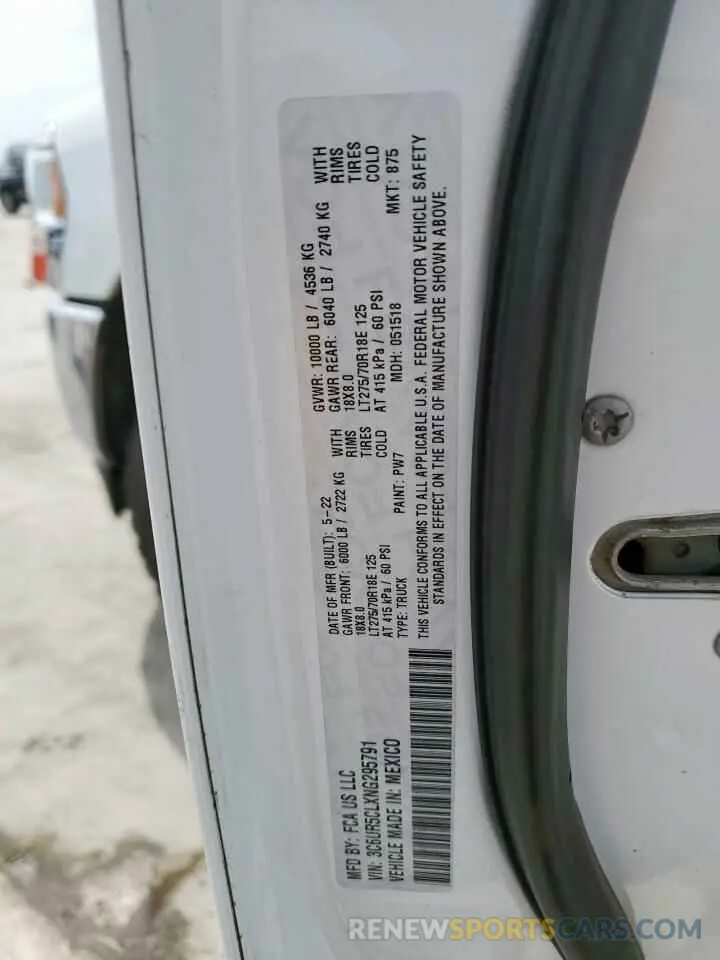 MFD BY: FCA US LLC
VIN: 3C6UR5CLXNG295791
VEHICLE MADE IN: MEXICO
DATE OF MFR (BUILT): 5-22
GVWR: 10000 LB / 4536 KG
GAWR FRONT: 6000 LB / 2722 KG WITH
GAWR REAR: 6040 LB / 2740 KG WITH
18X8.0 RIMS
18X8.0 RIMS
LT275/70R18E 125 TIRES
LT275/70R18E 125 TIRES
AT 415 kPa / 60 PSI COLD
AT 415 kPa / 60 PSI COLD
TYPE: TRUCK PAINT: PW7 MDH: 051518 MKT: 875
THIS VEHICLE CONFORMS TO ALL APPLICABLE U.S.A. FEDERAL MOTOR VEHICLE SAFETY
STANDARDS IN EFFECT ON THE DATE OF MANUFACTURE SHOWN ABOVE.
RENEWSPORTSCARS.COM